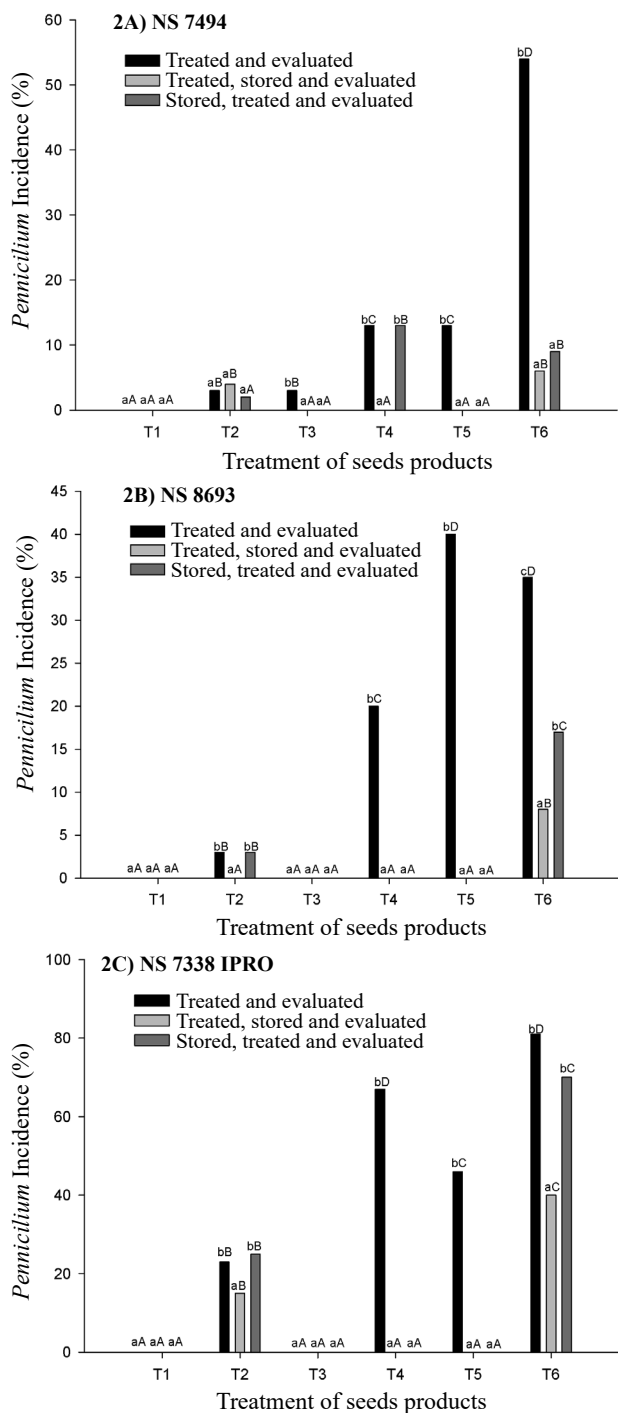 2A) NS 7494
Treated and evaluated
Treated, stored and evaluated
Stored, treated and evaluated
Pennicilium Incidence (%)
60
50
40
30
20
10
0
aA aA aA
aB aB aA
bB aA aA
bC aA bB
bC aA aA
bD aB aB
T1 T2 T3 T4 T5 T6
Treatment of seeds products
2B) NS 8693
Treated and evaluated
Treated, stored and evaluated
Stored, treated and evaluated
Pennicilium Incidence (%)
45
40
35
30
25
20
15
10
5
0
aA aA aA
bB aA bB
aA aA aA
bC aA aA
bD aA aA
cD aB bC
T1 T2 T3 T4 T5 T6
Treatment of seeds products
2C) NS 7338 IPRO
Treated and evaluated
Treated, stored and evaluated
Stored, treated and evaluated
Pennicilium Incidence (%)
100
80
60
40
20
0
aA aA aA
bB aB bB
aA aA aA
bD aA aA
bC aA aA
bD aC bC
T1 T2 T3 T4 T5 T6
Treatment of seeds products